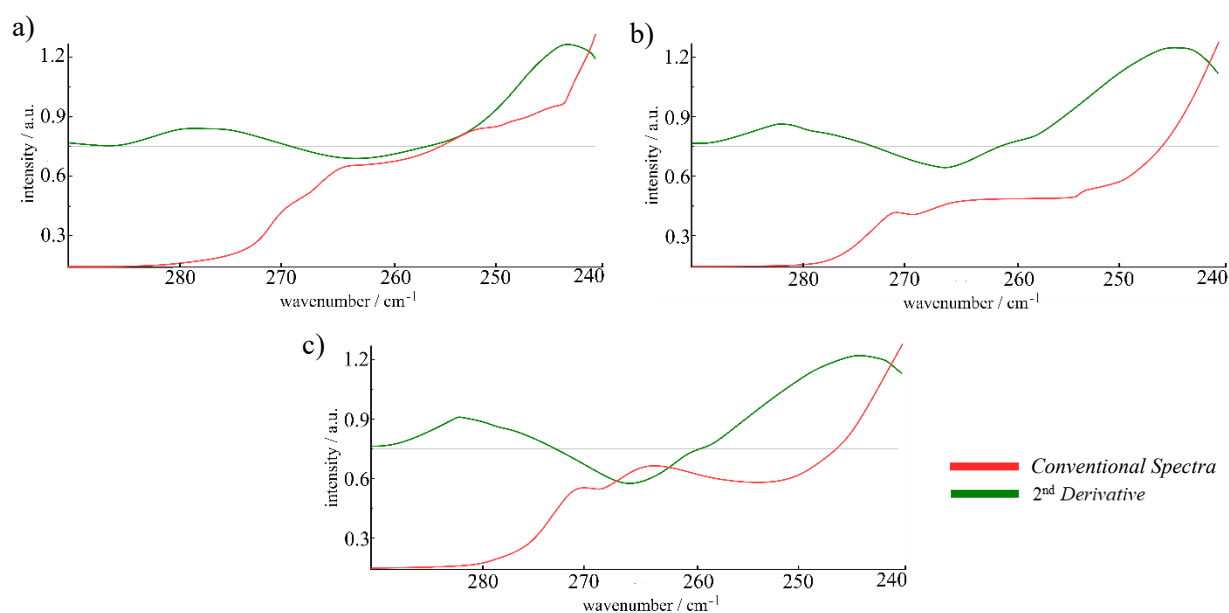 a)
1.2
0.9
0.6
0.3
intensity / a.u.
280
270
260
250
240
wavenumber / cm⁻¹
b)
1.2
0.9
0.6
0.3
intensity / a.u.
280
270
260
250
240
wavenumber / cm⁻¹
c)
1.2
0.9
0.6
0.3
intensity / a.u.
280
270
260
250
240
wavenumber / cm⁻¹
Conventional Spectra
2ⁿᵈ Derivative